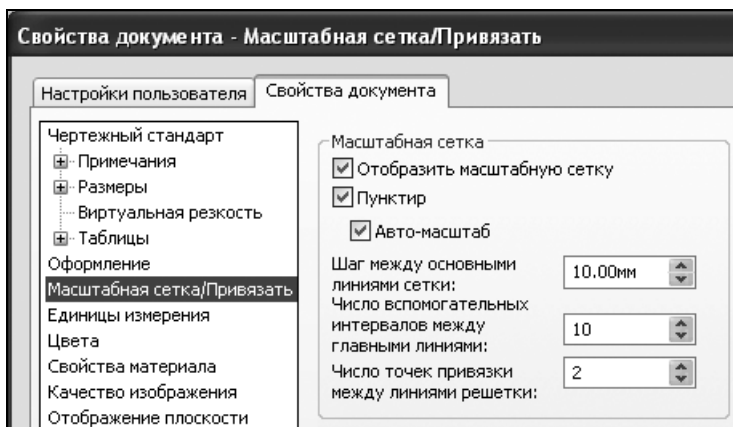 Свойства документа - Масштабная сетка/Привязать
Настройки пользователя
Свойства документа
Чертежный стандарт
Примечания
Размеры
Виртуальная резкость
Таблицы
Оформление
Масштабная сетка/Привязать
Единицы измерения
Цвета
Свойства материала
Качество изображения
Отображение плоскости
Масштабная сетка
Отобразить масштабную сетку
Пунктир
Авто-масштаб
Шаг между основными
линиями сетки:
10.00мм
Число вспомогательных
интервалов между
главными линиями:
10
Число точек привязки
между линиями решетки:
2